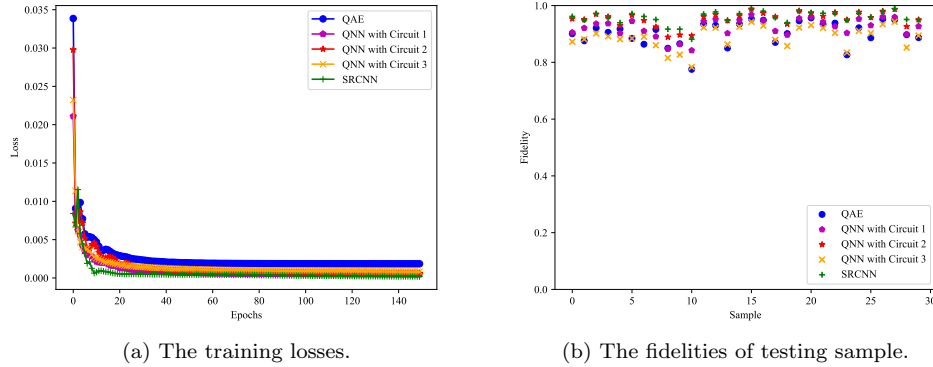 0.035
0.030
0.025
0.020
0.015
0.010
0.005
0.000
Loss
0 20 40 60 80 100 120 140
Epochs
QAE
QNN with Circuit 1
QNN with Circuit 2
QNN with Circuit 3
SRCNN
(a) The training losses.
1.0
0.8
0.6
0.4
0.2
0.0
Fidelity
0 5 10 15 20 25 30
Sample
QAE
QNN with Circuit 1
QNN with Circuit 2
QNN with Circuit 3
SRCNN
(b) The fidelities of testing sample.